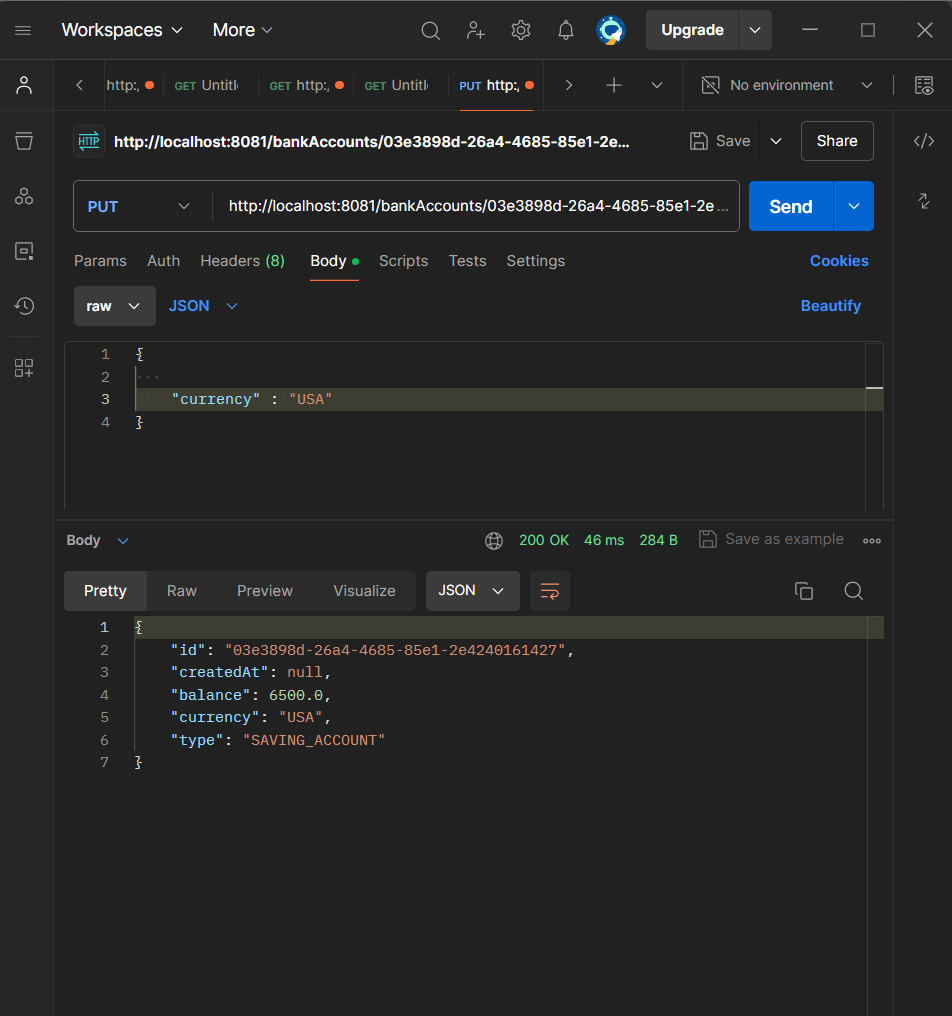 Workspaces More Upgrade
http:, GET Untitl GET http:, GET Untitl PUT http:, No environment
HTTP http://localhost:8081/bankAccounts/03e3898d-26a4-4685-85e1-2e... Save Share
PUT http://localhost:8081/bankAccounts/03e3898d-26a4-4685-85e1-2e ... Send
Params Auth Headers (8) Body Scripts Tests Settings Cookies
raw JSON Beautify
1 {
2
3 "currency" : "USA"
4 }
Body 200 OK 46 ms 284 B Save as example
Pretty Raw Preview Visualize JSON
1 {
2 "id": "03e3898d-26a4-4685-85e1-2e4240161427",
3 "createdAt": null,
4 "balance": 6500.0,
5 "currency": "USA",
6 "type": "SAVING_ACCOUNT"
7 }